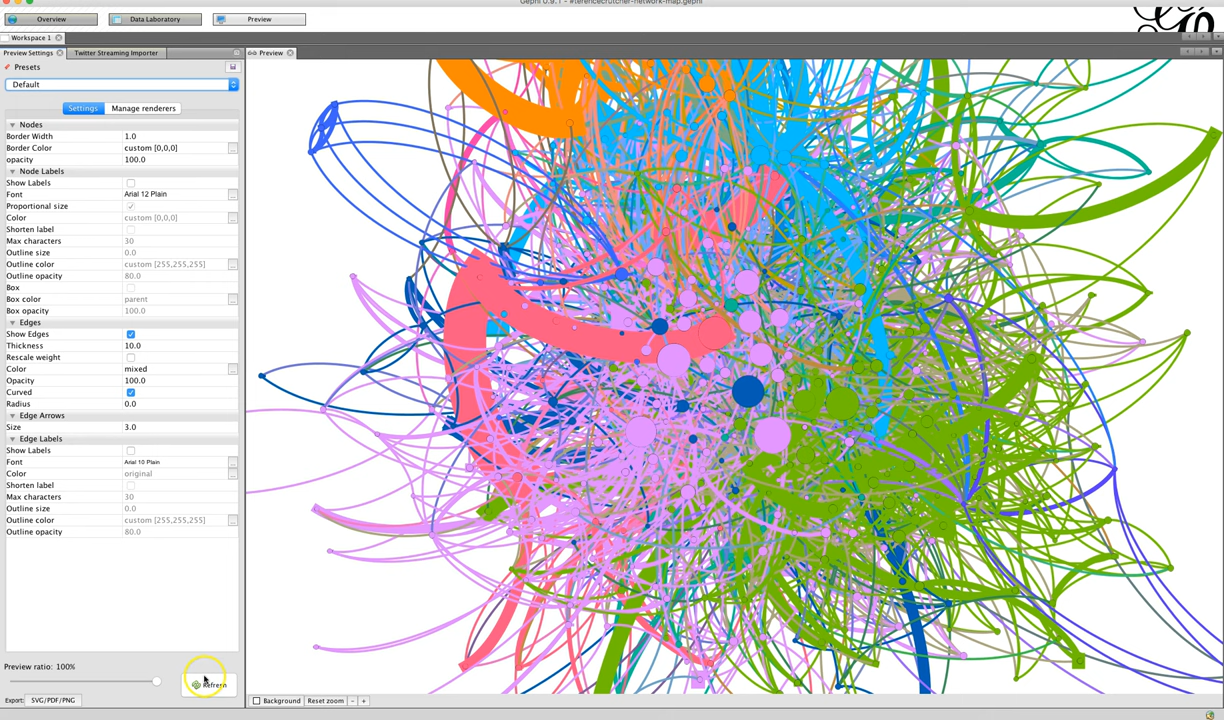 Gephi 0.9.1 - #terencecrutcher-network-map.gephi
Overview
Data Laboratory
Preview
Workspace 1
Preview Settings
Twitter Streaming Importer
Preview
Presets
Default
Settings
Manage renderers
Nodes
Border Width 1.0
Border Color custom [0,0,0]
opacity 100.0
Node Labels
Show Labels
Font Arial 12 Plain
Proportional size
Color custom [0,0,0]
Shorten label
Max characters 30
Outline size 0.0
Outline color custom [255,255,255]
Outline opacity 80.0
Box
Box color parent
Box opacity 100.0
Edges
Show Edges
Thickness 10.0
Rescale weight
Color mixed
Opacity 100.0
Curved
Radius 0.0
Edge Arrows
Size 3.0
Edge Labels
Show Labels
Font Arial 10 Plain
Color original
Shorten label
Max characters 30
Outline size 0.0
Outline color custom [255,255,255]
Outline opacity 80.0
Preview ratio: 100%
Refresh
Export: SVG/PDF/PNG
Background
Reset zoom - +